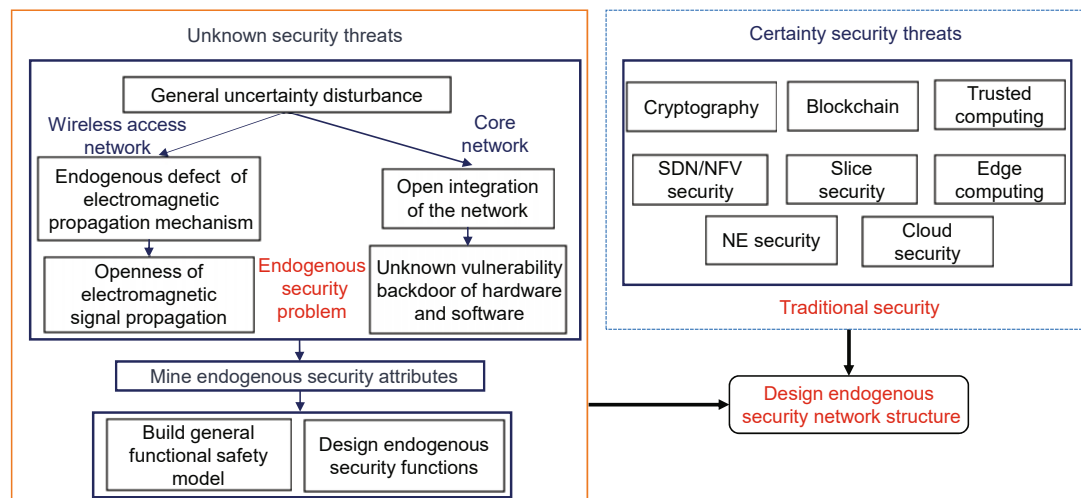 Unknown security threats
General uncertainty disturbance
Wireless access
network
Core
network
Endogenous defect of
electromagnetic
propagation mechanism
Open integration
of the network
Openness of
electromagnetic
signal propagation
Endogenous
security
problem
Unknown vulnerability
backdoor of hardware
and software
Mine endogenous security attributes
Build general
functional safety
model
Design endogenous
security functions
Certainty security threats
Cryptography
Blockchain
Trusted
computing
SDN/NFV
security
Slice
security
Edge
computing
NE security
Cloud
security
Traditional security
Design endogenous
security network structure